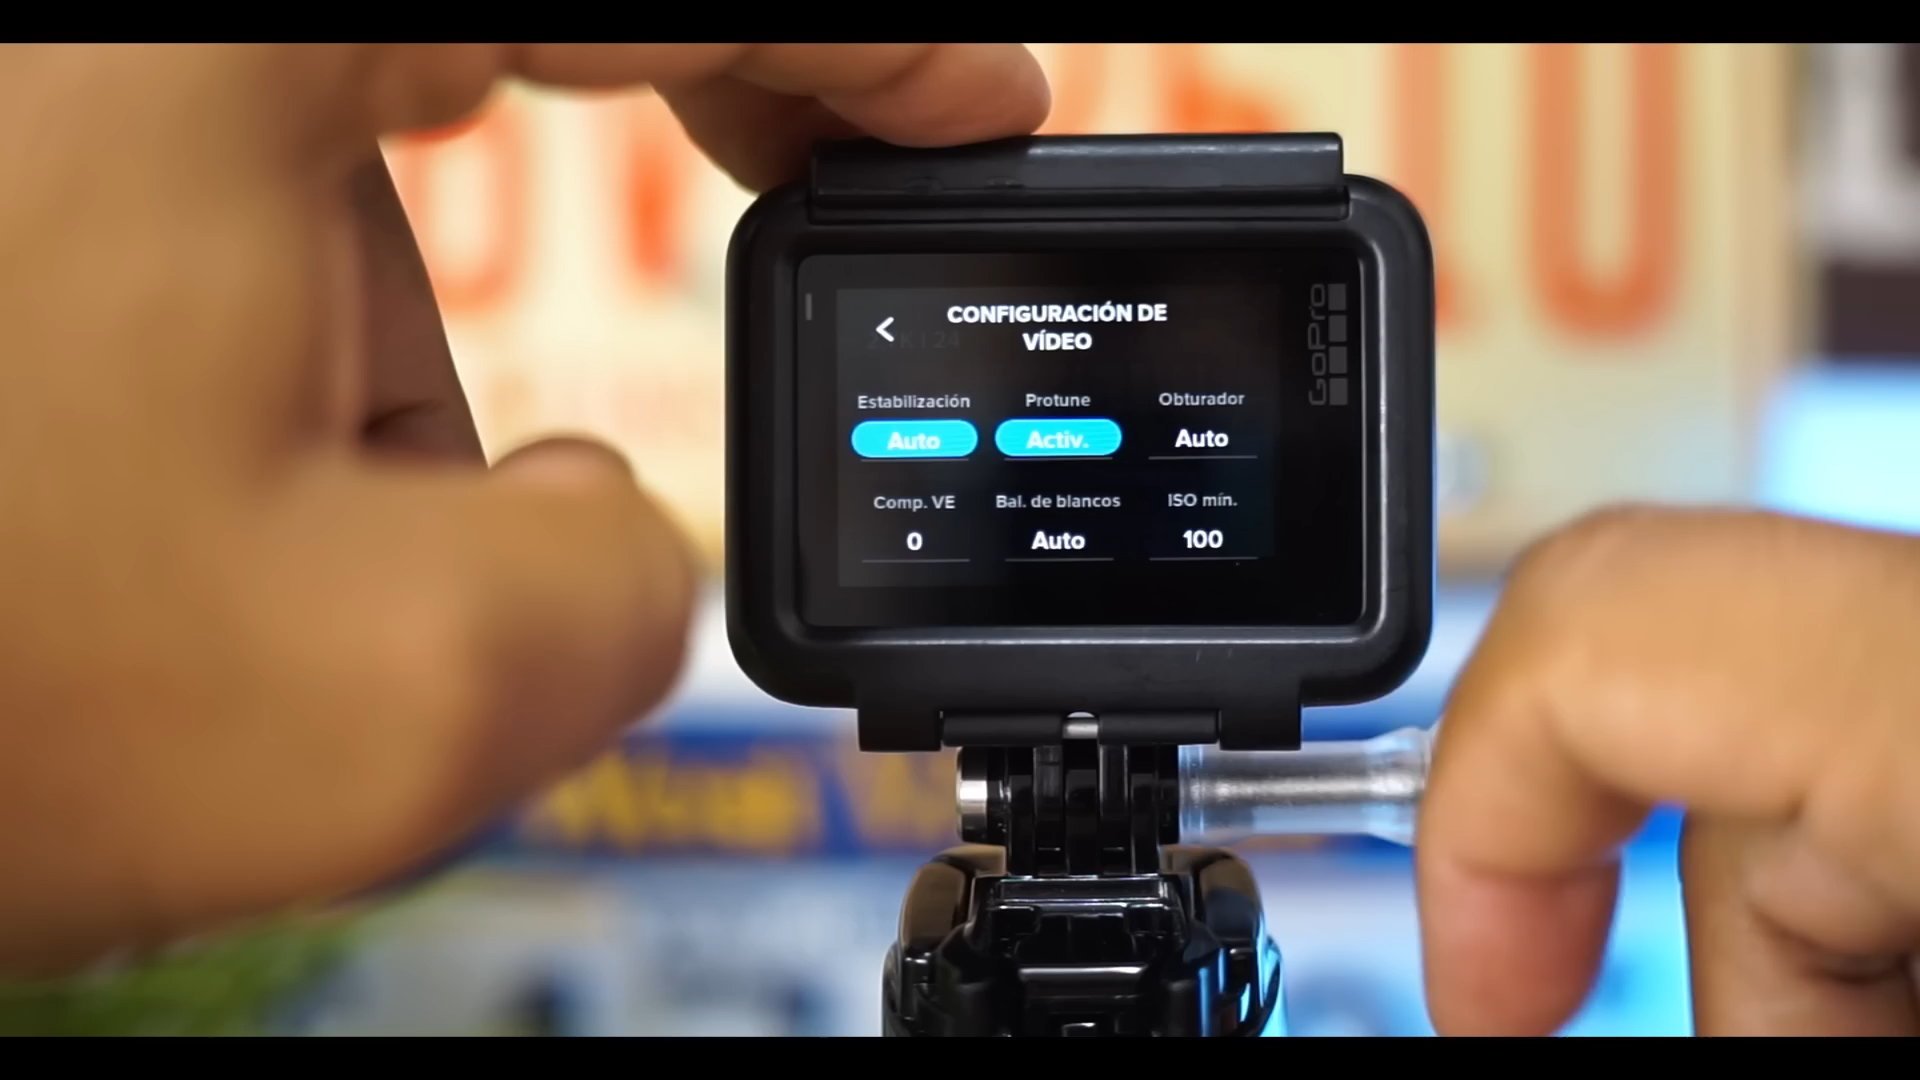 CONFIGURACIÓN DE
VÍDEO
Estabilización
Protune
Obturador
Auto
Activ.
Auto
Comp. VE
Bal. de blancos
ISO mín.
0
Auto
100
GoPro